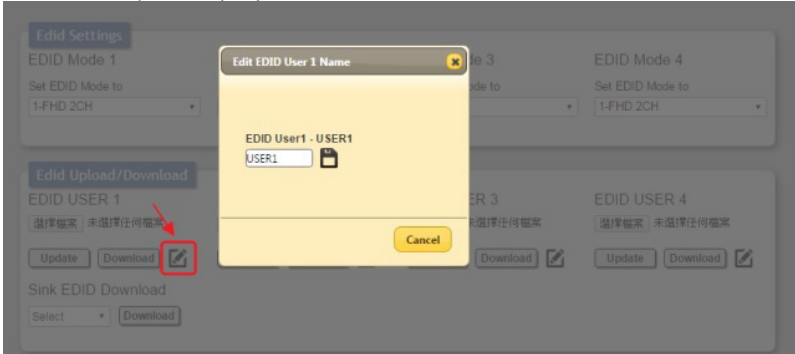 Edid Settings
EDID Mode 1
Set EDID Mode to
1-FHD 2CH
de 3
ode to
EDID Mode 4
Set EDID Mode to
1-FHD 2CH
Edit EDID User 1 Name
EDID User1 - USER1
USER1
Cancel
Edid Upload/Download
EDID USER 1
選擇檔案 未選擇任何檔案
Update Download
ER 3
未選擇任何檔案
Download
EDID USER 4
選擇檔案 未選擇任何檔案
Update Download
Sink EDID Download
Select Download